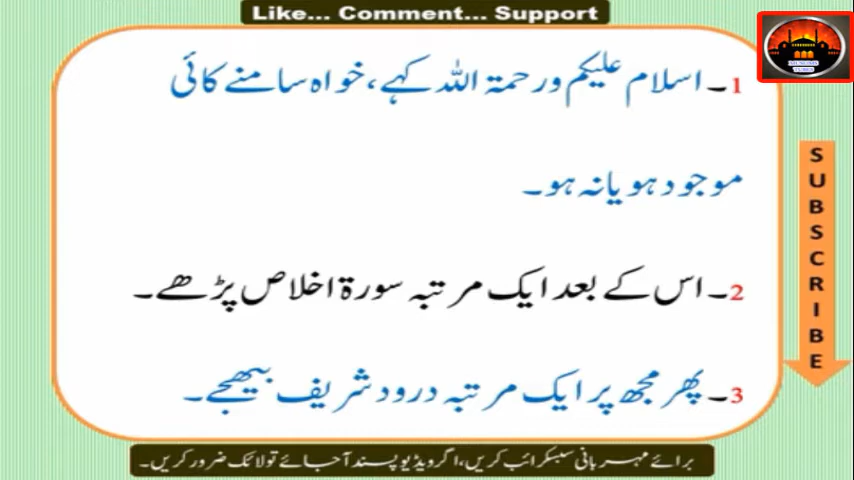 Like... Comment... Support
1۔ اسلام علیکم ورحمۃ اللہ کہے، خواہ سامنے کائی
موجود ہو یا نہ ہو۔
2۔ اس کے بعد ایک مرتبہ سورۃ اخلاص پڑھے۔
3۔ پھر مجھ پر ایک مرتبہ درود شریف بیھجے۔
SUBSCRIBE
برائے مہربانی سبسکرائب کریں، اگر ویڈیو پسند آجائے تو لائک ضرور کریں۔